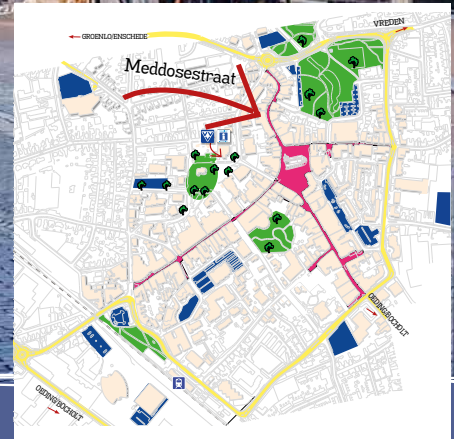 GROENLO/ENSCHEDE
VREDEN
Meddosestraat
i
OEDING/BOCHOLT
OEDING/BOCHOLT